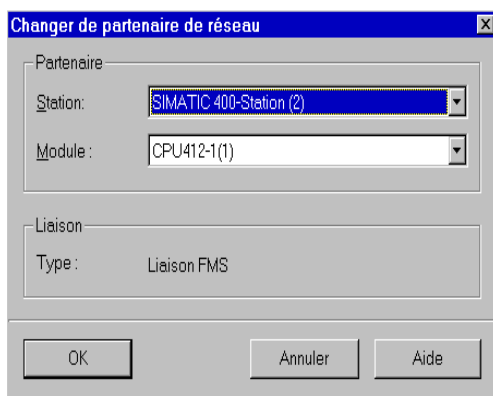 Changer de partenaire de réseau
Partenaire
Station:
SIMATIC 400-Station (2)
Module :
CPU412-1(1)
Liaison
Type :
Liaison FMS
OK
Annuler
Aide